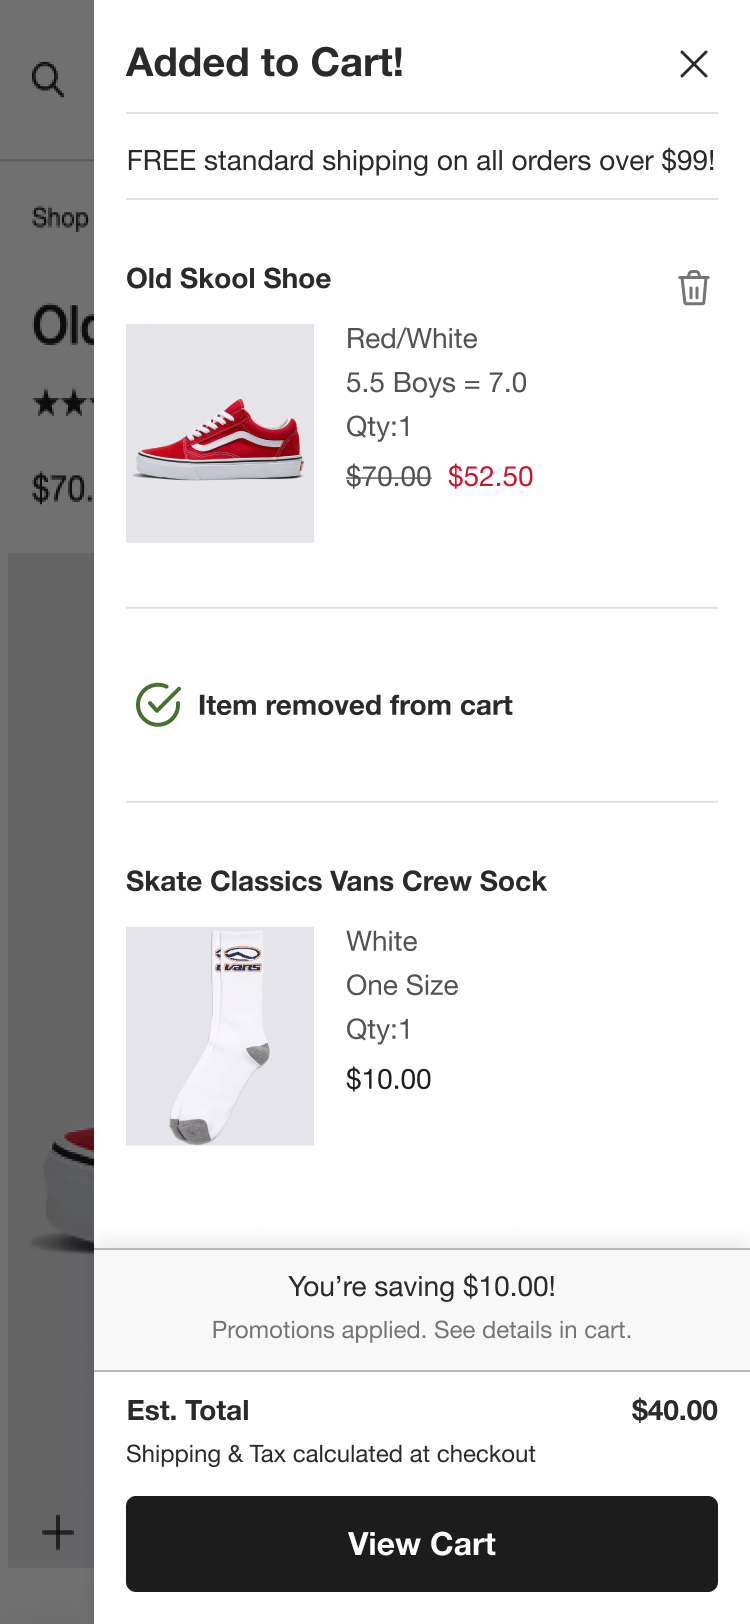 Added to Cart!
FREE standard shipping on all orders over $99!
Shop
Old
$70.
Old Skool Shoe
Red/White
5.5 Boys = 7.0
Qty:1
$70.00 $52.50
Item removed from cart
Skate Classics Vans Crew Sock
White
One Size
Qty:1
$10.00
VANS
You’re saving $10.00!
Promotions applied. See details in cart.
Est. Total $40.00
Shipping & Tax calculated at checkout
View Cart